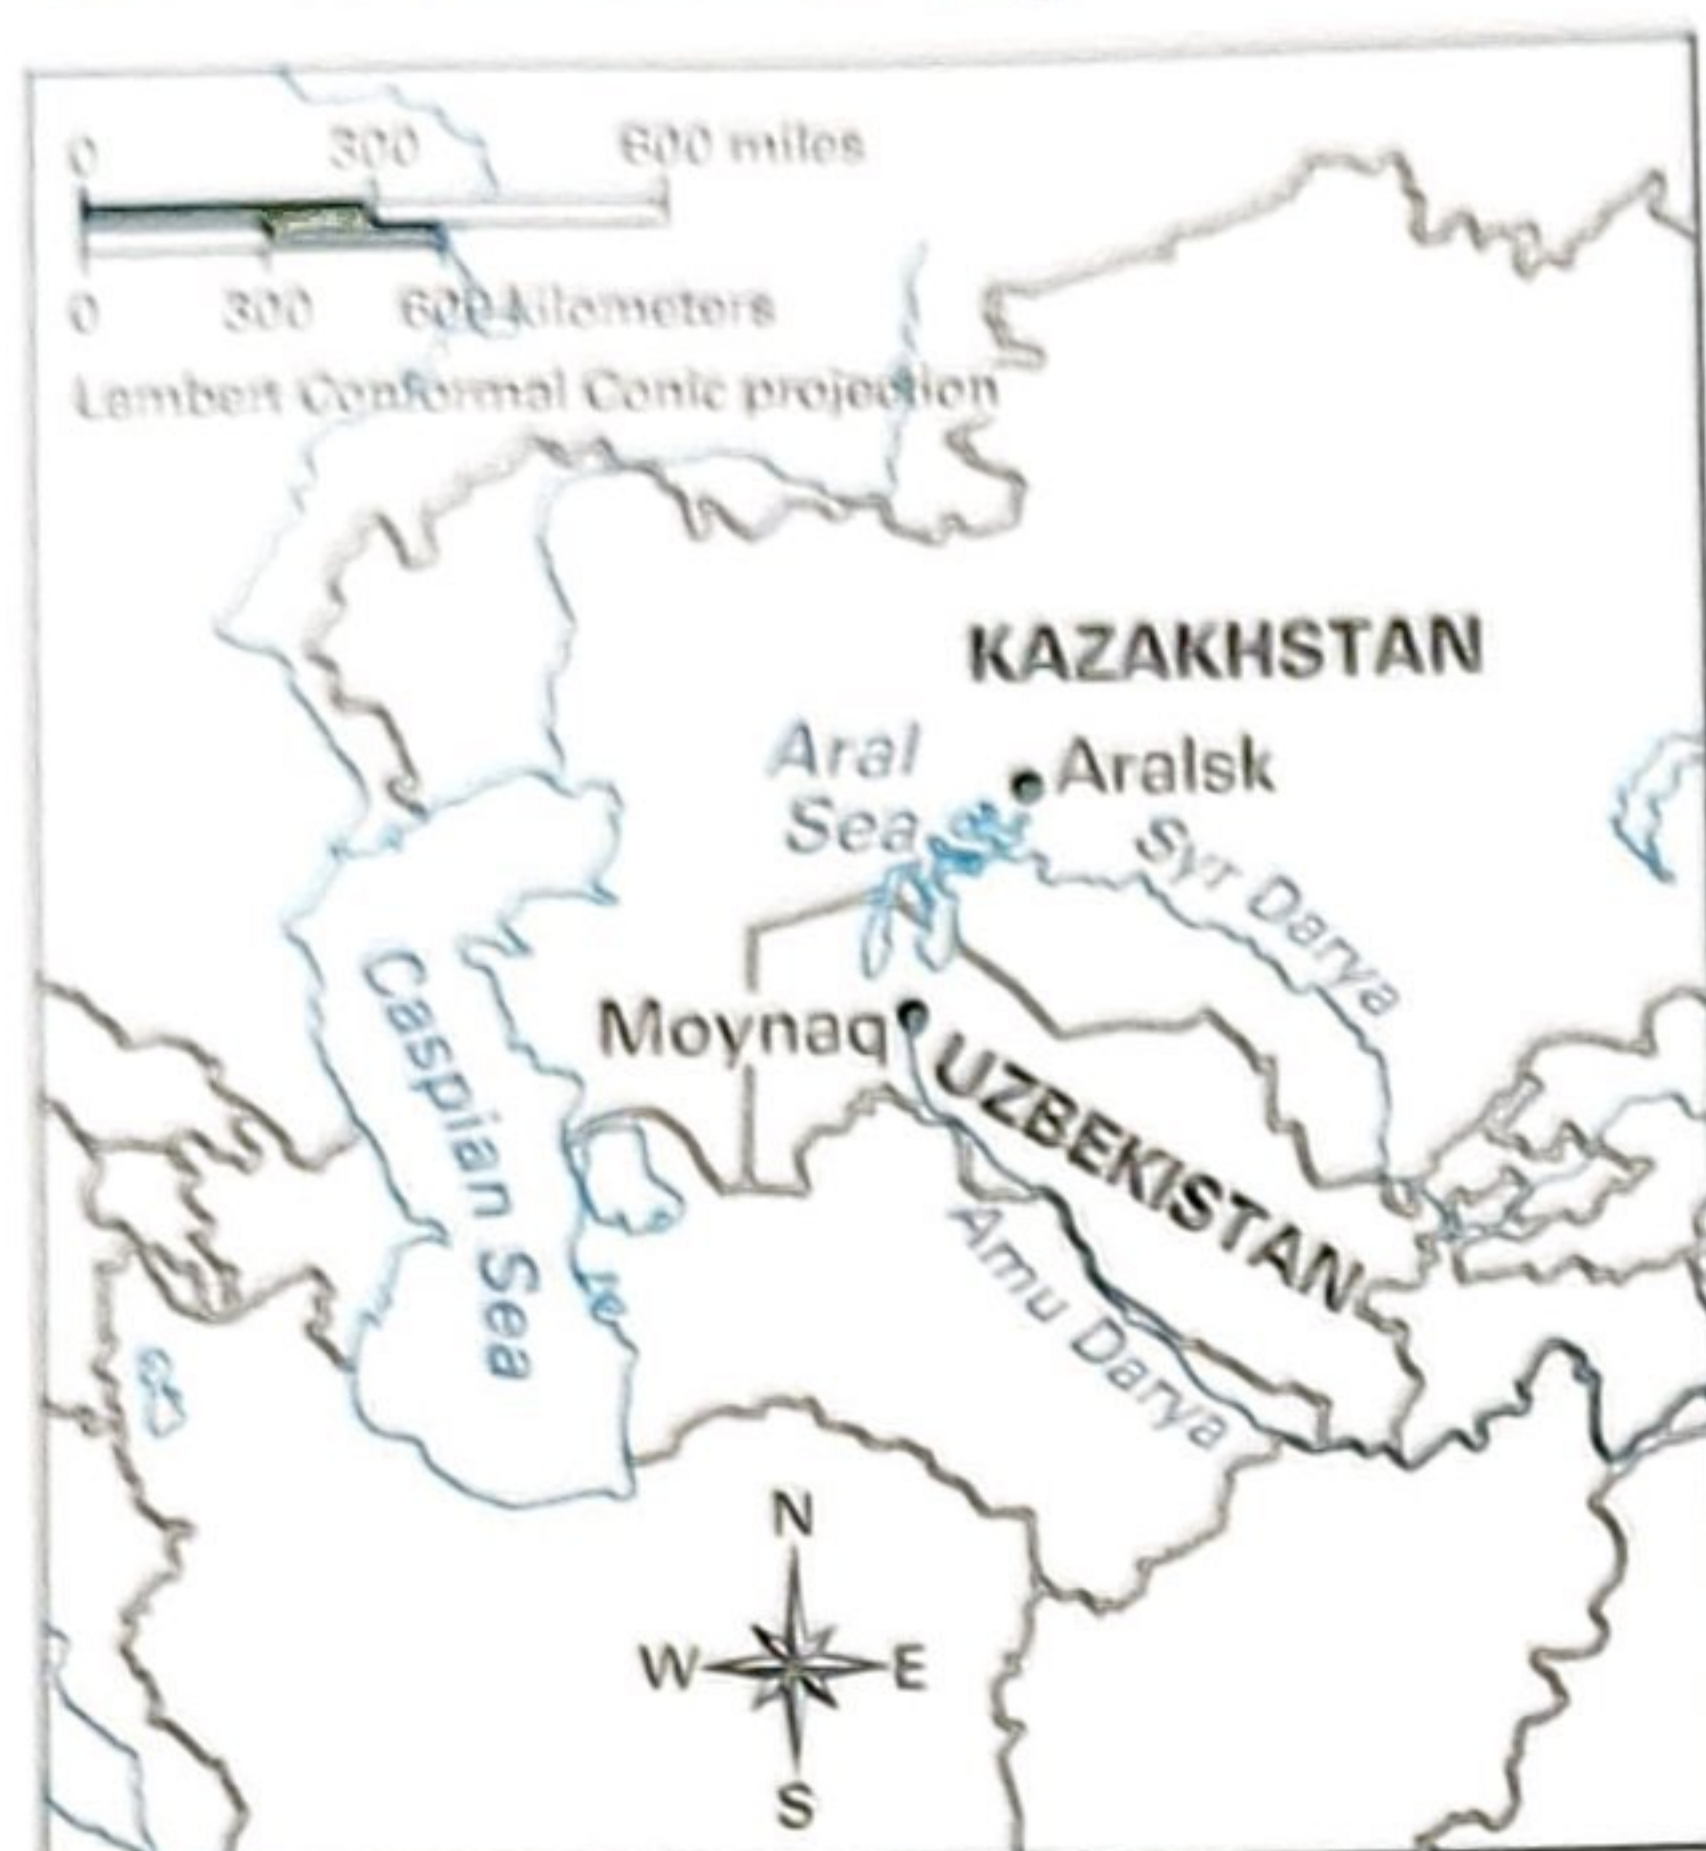 0 300 600 miles
0 300 600 kilometers
Lambert Conformal Conic projection
KAZAKHSTAN
Aral
Sea
Aralsk
Syr Darya
Caspian Sea
Moynaq
UZBEKISTAN
Amu Darya
N
W E
S